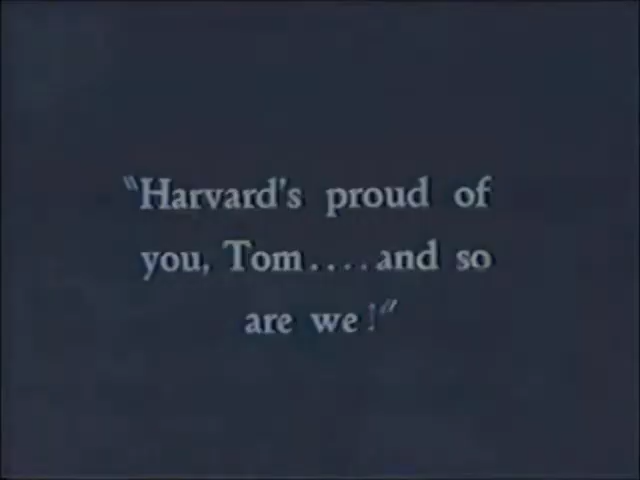 "Harvard's proud of
you, Tom....and so
are we!"